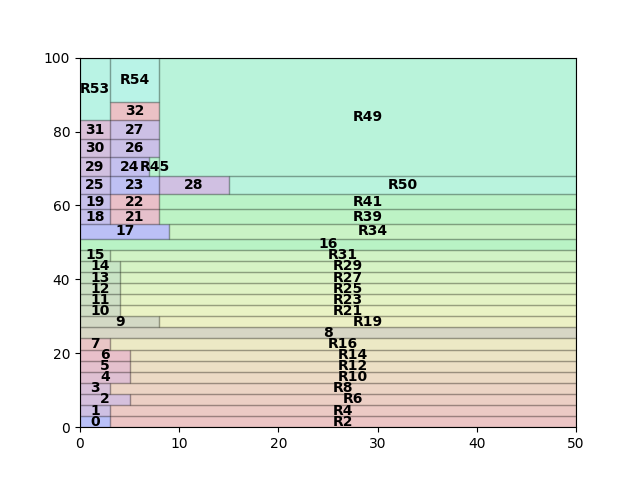 100
R53 R54 R49
32
80
31 27
30 26
29 24 R45
25 23 28 R50
60
19 22 R41
18 21 R39
17 R34
16
15 R31
14 R29
40
13 R27
12 R25
11 R23
10 R21
9 R19
8
20
7 R16
6 R14
5 R12
4 R10
3 R8
2 R6
1 R4
0
0 R2
0 10 20 30 40 50